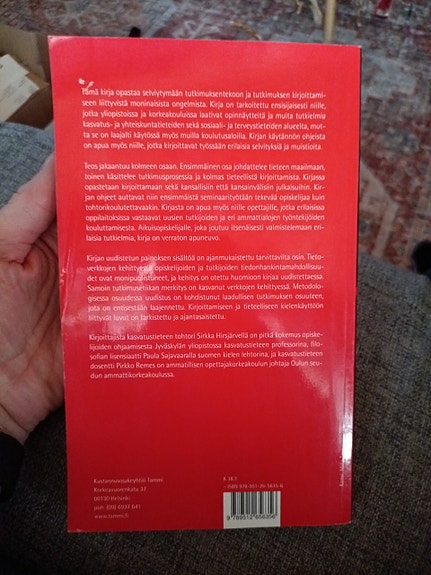 Tämä kirja opastaa selviytymään tutkimuksentekoon ja tutkimuksen kirjoittami-
seen liittyvistä moninaisista ongelmista. Kirja on tarkoitettu ensisijaisesti niille,
jotka yliopistoissa ja korkeakouluissa laativat opinnäytteitä ja muita tutkielmia
kasvatus- ja yhteiskuntatieteiden sekä sosiaali- ja terveystieteiden alueelta, mut-
ta se on laajalti käytössä myös muilla koulutusaloilla. Kirjan käytännön ohjeista
on apua myös niille, jotka kirjoittavat työssään erilaisia selvityksiä ja muistioita.
Teos jakaantuu kolmeen osaan. Ensimmäinen osa johdattelee tieteen maailmaan,
toinen käsittelee tutkimusprosessia ja kolmas tieteellistä kirjoittamista. Kirjassa
opastetaan kirjoittamaan sekä kansallisiin että kansainvälisiin julkaisuihin. Kir-
jan ohjeet auttavat niin ensimmäistä seminaarityötään tekevää opiskelijaa kuin
tohtorikoulutettavaakin. Kirjasta on apua myös niille opettajille, jotka erilaisissa
oppilaitoksissa vastaavat uusien tutkijoiden ja eri ammattialojen työntekijöiden
kouluttamisesta. Aikuisopiskelijalle, joka joutuu itsenäisesti valmistelemaan eri-
laisia tutkielmia, kirja on verraton apuneuvo.
Kirjan uudistetun painoksen sisältöä on ajanmukaistettu tarvittavilta osin. Tieto-
verkkojen kehittyessä opiskelijoiden ja tutkijoiden tiedonhankintamahdollisuu-
det ovat monipuolistuneet, ja kehitys on otettu huomioon kirjaa uudistettaessa.
Samoin tutkimusetiikan merkitys on kasvanut verkkojen kehittyessä. Metodolo-
gisessa osuudessa uudistus on kohdistunut laadullisen tutkimuksen osuuteen,
jota on entisestään laajennettu. Kirjoittamiseen ja tieteelliseen kielenkäyttöön
liittyvät luvut on tarkistettu ja ajantasaistettu.
Kirjoittajista kasvatustieteen tohtori Sirkka Hirsjärvellä on pitkä kokemus opiske-
lijoiden ohjaamisesta Jyväskylän yliopistossa kasvatustieteen professorina, filo-
sofian lisensiaatti Paula Sajavaaralla suomen kielen lehtorina, ja kasvatustieteen
dosentti Pirkko Remes on ammatillisen opettajakorkeakoulun johtaja Oulun seu-
dun ammattikorkeakoulussa.
Kustannusosakeyhtiö Tammi
Korkeavuorenkatu 37
00130 Helsinki
puh. (09) 6937 641
www.tammi.fi
ISBN 978-951-26-5635-6
9789512656356